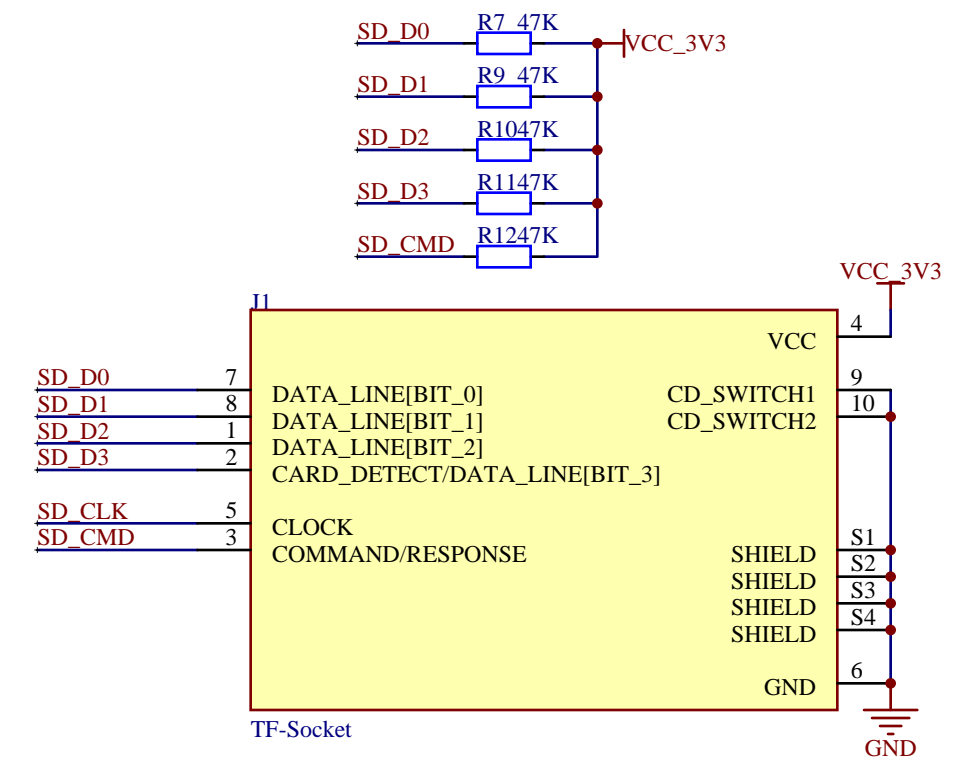 SD_D0 R7 47K VCC_3V3
SD_D1 R9 47K
SD_D2 R1047K
SD_D3 R1147K
SD_CMD R1247K
VCC_3V3
J1
VCC 4
SD_D0 7 DATA_LINE[BIT_0] CD_SWITCH1 9
SD_D1 8 DATA_LINE[BIT_1] CD_SWITCH2 10
SD_D2 1 DATA_LINE[BIT_2]
SD_D3 2 CARD_DETECT/DATA_LINE[BIT_3]
SD_CLK 5 CLOCK
SD_CMD 3 COMMAND/RESPONSE SHIELD S1
SHIELD S2
SHIELD S3
SHIELD S4
GND 6
TF-Socket
GND